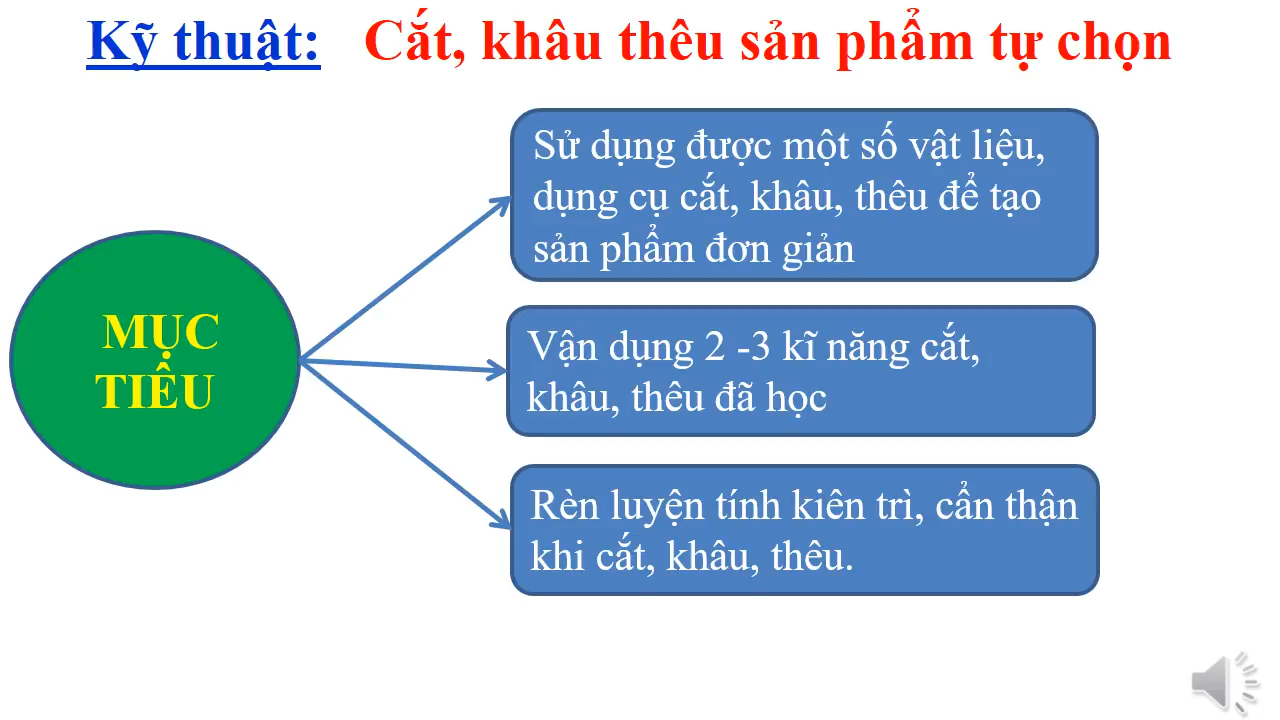 Kỹ thuật: Cắt, khâu thêu sản phẩm tự chọn
Sử dụng được một số vật liệu,
dụng cụ cắt, khâu, thêu để tạo
sản phẩm đơn giản
MỤC
TIÊU
Vận dụng 2 -3 kĩ năng cắt,
khâu, thêu đã học
Rèn luyện tính kiên trì, cẩn thận
khi cắt, khâu, thêu.